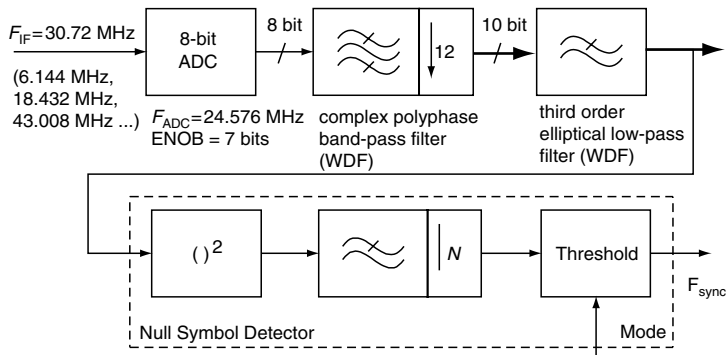 F_IF=30.72 MHz
(6.144 MHz,
18.432 MHz,
43.008 MHz ...)
8-bit
ADC
F_ADC=24.576 MHz
ENOB = 7 bits
8 bit
12
complex polyphase
band-pass filter
(WDF)
10 bit
third order
elliptical low-pass
filter (WDF)
( )²
N
Threshold
F_sync
Null Symbol Detector
Mode